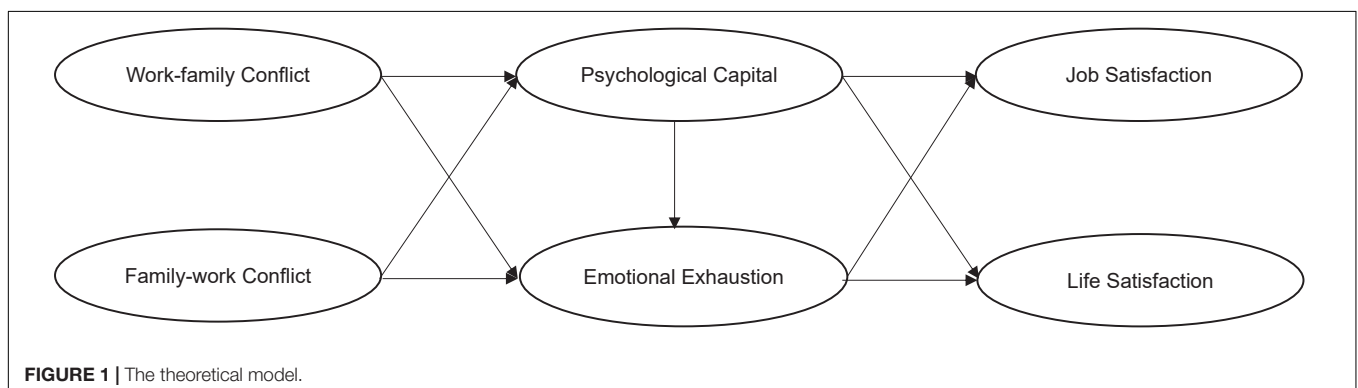 Work-family Conflict
Psychological Capital
Job Satisfaction
Family-work Conflict
Emotional Exhaustion
Life Satisfaction
FIGURE 1 | The theoretical model.